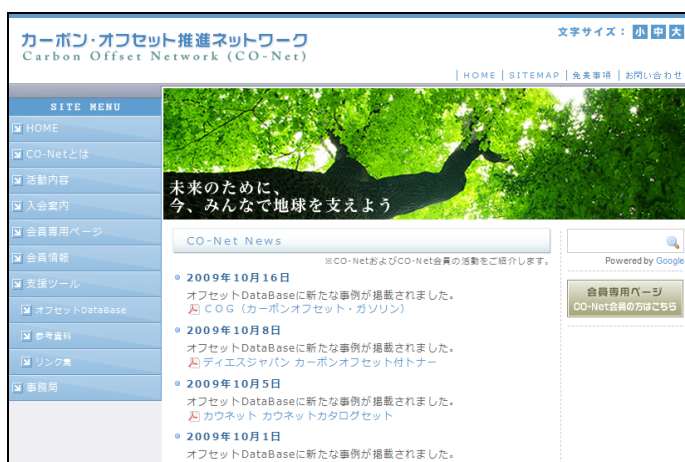 カーボン・オフセット推進ネットワーク
Carbon Offset Network (CO-Net)
文字サイズ： 小 中 大
| HOME | SITEMAP | 免責事項 | お問い合わせ
SITE MENU
HOME
CO-Netとは
活動内容
入会案内
会員専用ページ
会員情報
支援ツール
オフセットDataBase
参考資料
リンク集
事務局
未来のために、
今、みんなで地球を支えよう
CO-Net News
※CO-NetおよびCO-Net会員の活動をご紹介します。
2009年10月16日
オフセットDataBaseに新たな事例が掲載されました。
ＣＯＧ（カーボンオフセット・ガソリン）
2009年10月8日
オフセットDataBaseに新たな事例が掲載されました。
ディエスジャパン カーボンオフセット付トナー
2009年10月5日
オフセットDataBaseに新たな事例が掲載されました。
カウネット カウネットカタログセット
2009年10月1日
オフセットDataBaseに新たな事例が掲載されました。
Powered by Google
会員専用ページ
CO-Net会員の方はこちら